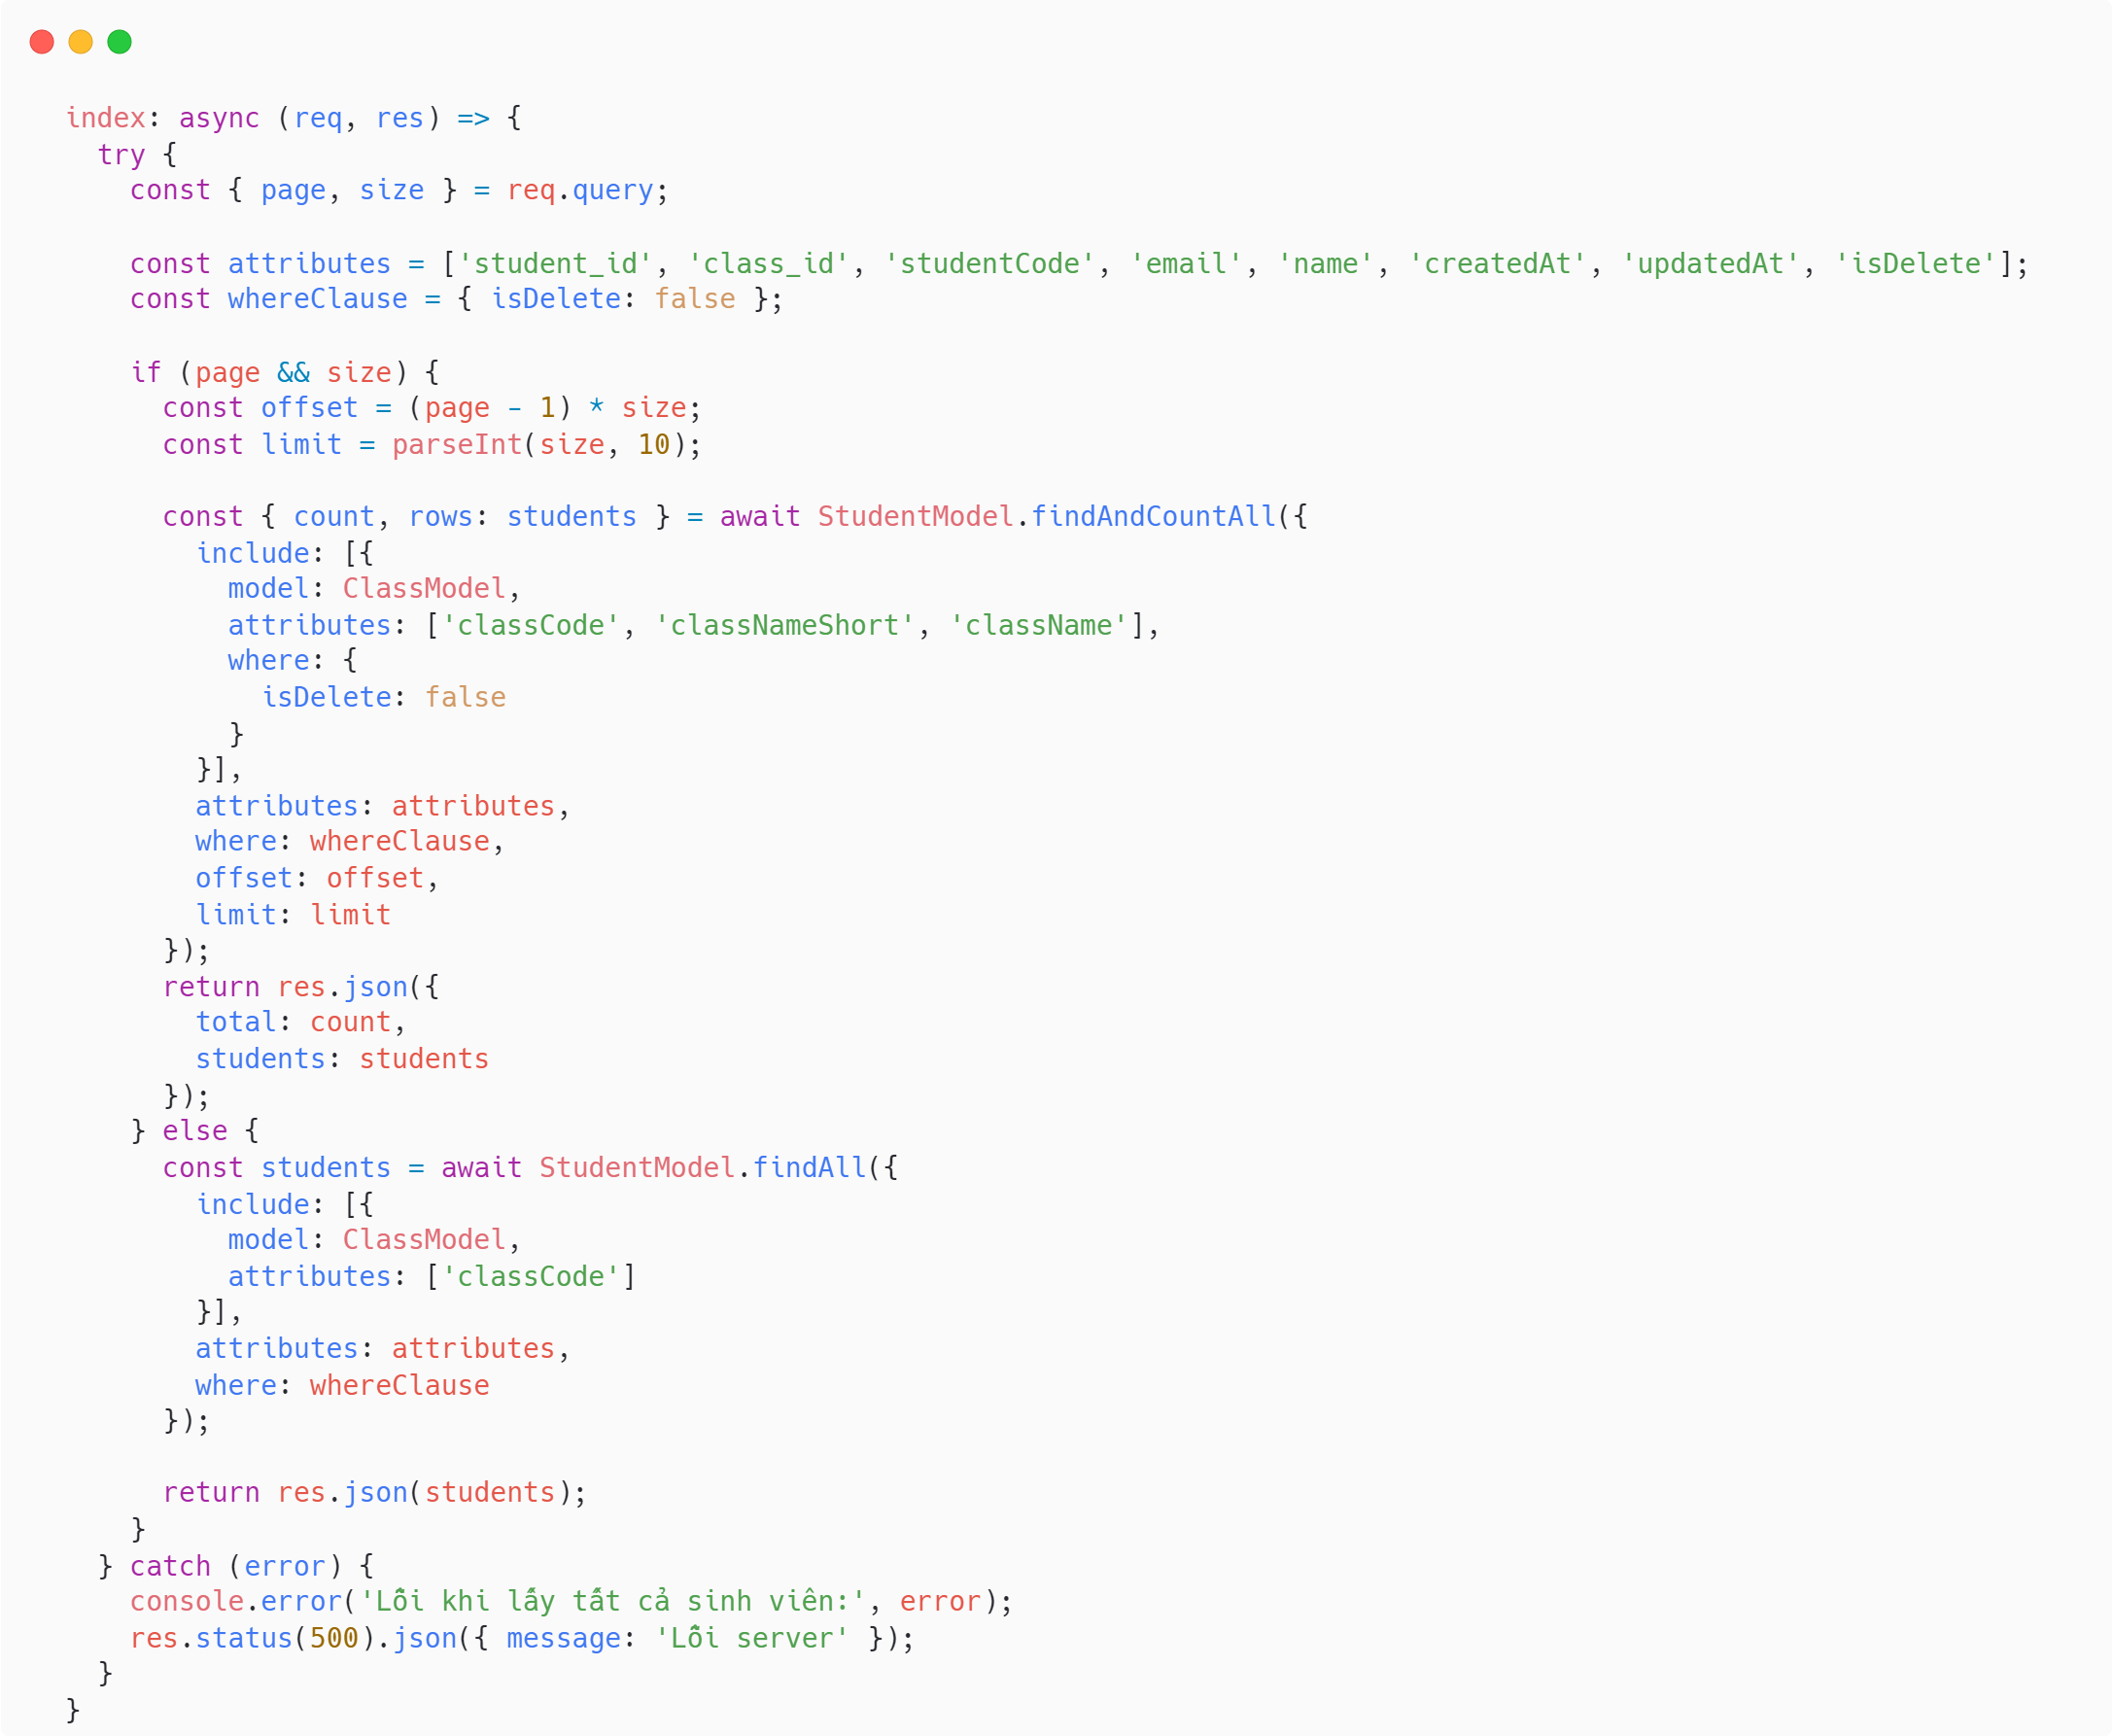 index: async (req, res) => {
  try {
    const { page, size } = req.query;

    const attributes = ['student_id', 'class_id', 'studentCode', 'email', 'name', 'createdAt', 'updatedAt', 'isDelete'];
    const whereClause = { isDelete: false };

    if (page && size) {
      const offset = (page - 1) * size;
      const limit = parseInt(size, 10);

      const { count, rows: students } = await StudentModel.findAndCountAll({
        include: [{
          model: ClassModel,
          attributes: ['classCode', 'classNameShort', 'className'],
          where: {
            isDelete: false
          }
        }],
        attributes: attributes,
        where: whereClause,
        offset: offset,
        limit: limit
      });
      return res.json({
        total: count,
        students: students
      });
    } else {
      const students = await StudentModel.findAll({
        include: [{
          model: ClassModel,
          attributes: ['classCode']
        }],
        attributes: attributes,
        where: whereClause
      });

      return res.json(students);
    }
  } catch (error) {
    console.error('Lỗi khi lấy tất cả sinh viên:', error);
    res.status(500).json({ message: 'Lỗi server' });
  }
}